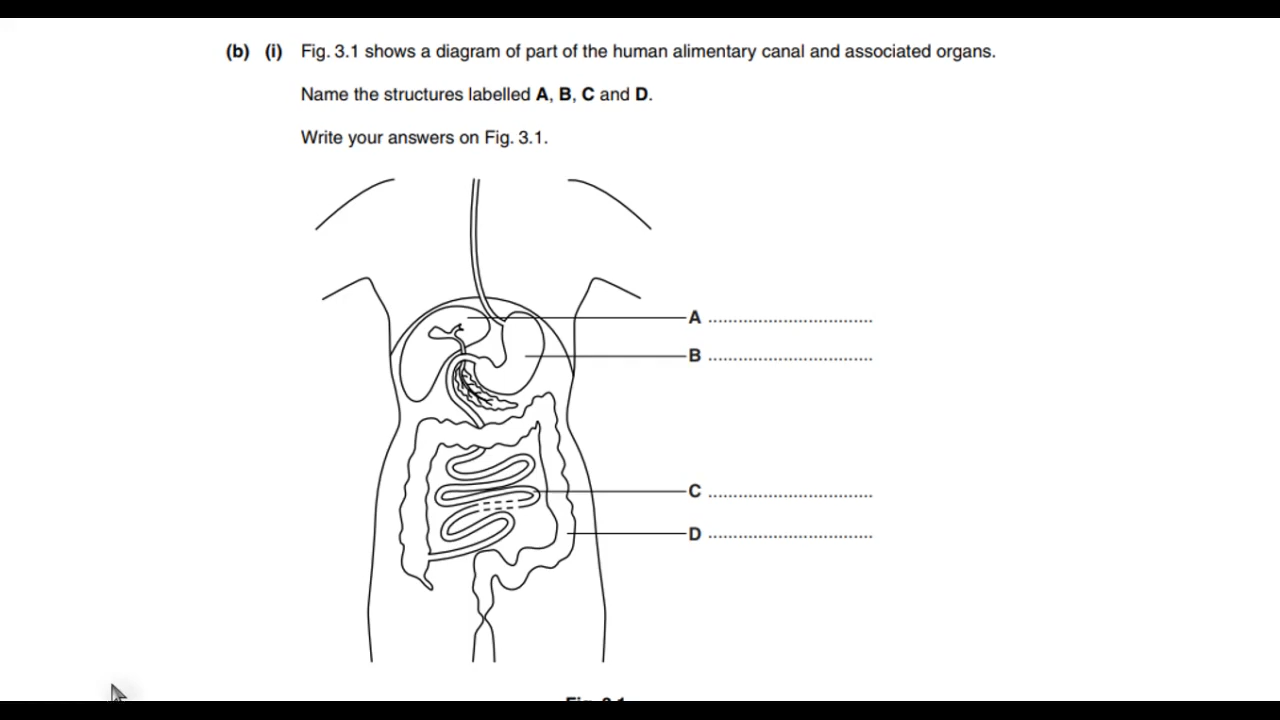 (b) (i) Fig. 3.1 shows a diagram of part of the human alimentary canal and associated organs.
Name the structures labelled A, B, C and D.
Write your answers on Fig. 3.1.
A ................................
B ................................
C ................................
D ................................